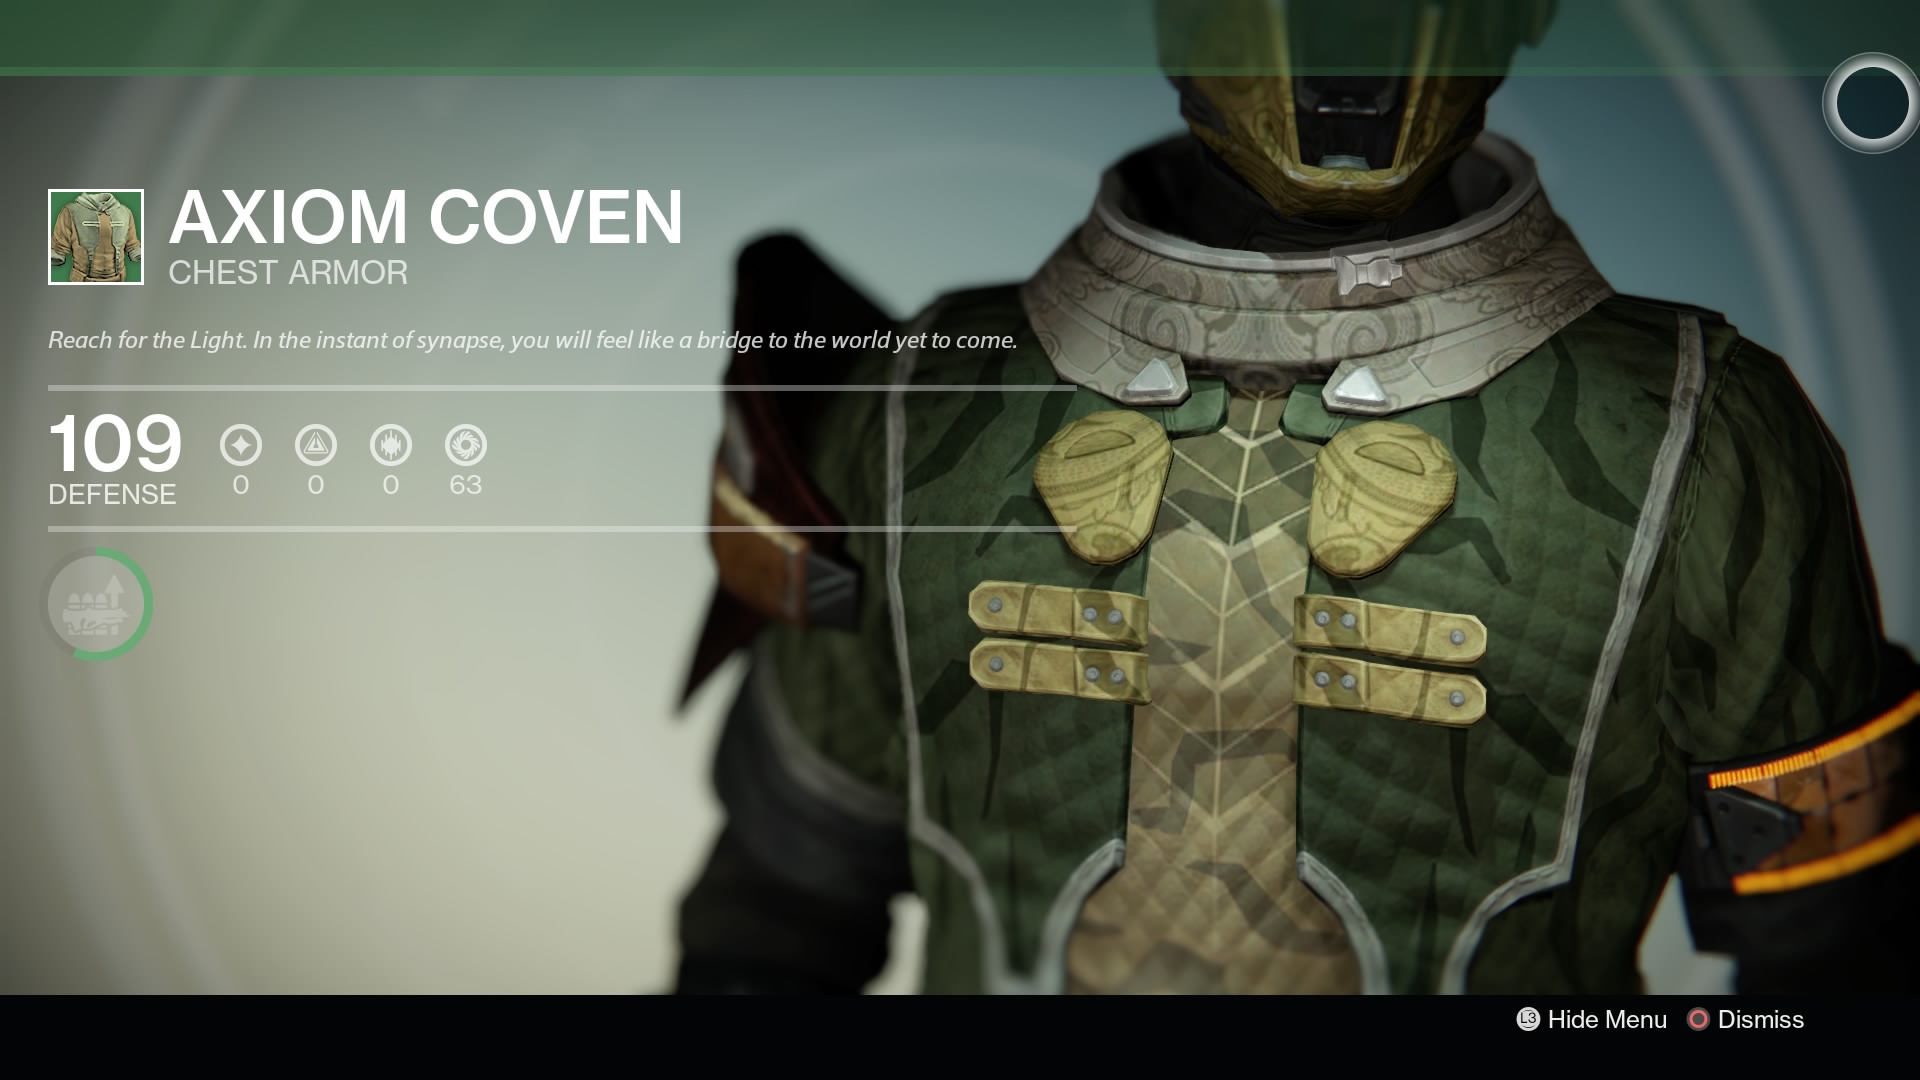 AXIOM COVEN
CHEST ARMOR
Reach for the Light. In the instant of synapse, you will feel like a bridge to the world yet to come.
109
DEFENSE
0 0 0 63
L3 Hide Menu Dismiss